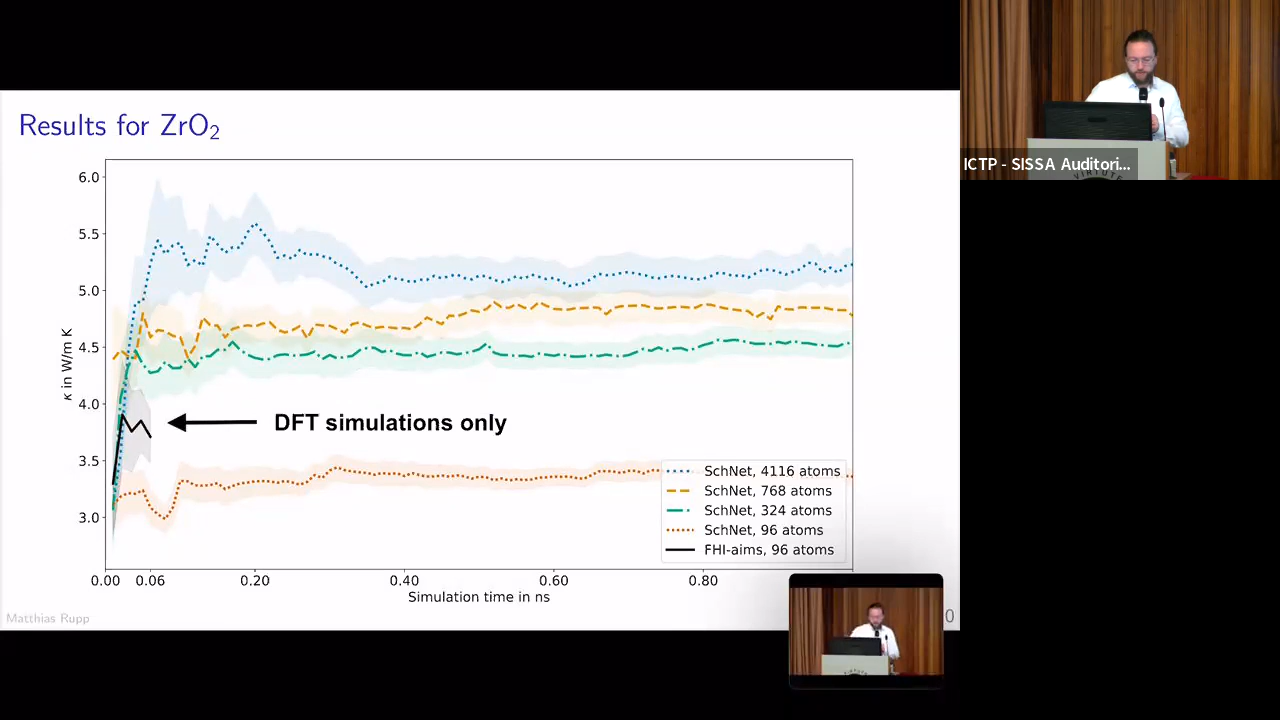 Results for ZrO₂
6.0
5.5
5.0
4.5
4.0
3.5
3.0
κ in W/m K
DFT simulations only
SchNet, 4116 atoms
SchNet, 768 atoms
SchNet, 324 atoms
SchNet, 96 atoms
FHI-aims, 96 atoms
0.00 0.06 0.20 0.40 0.60 0.80
Simulation time in ns
Matthias Rupp
0
ICTP - SISSA Auditori...
VIRTUTE